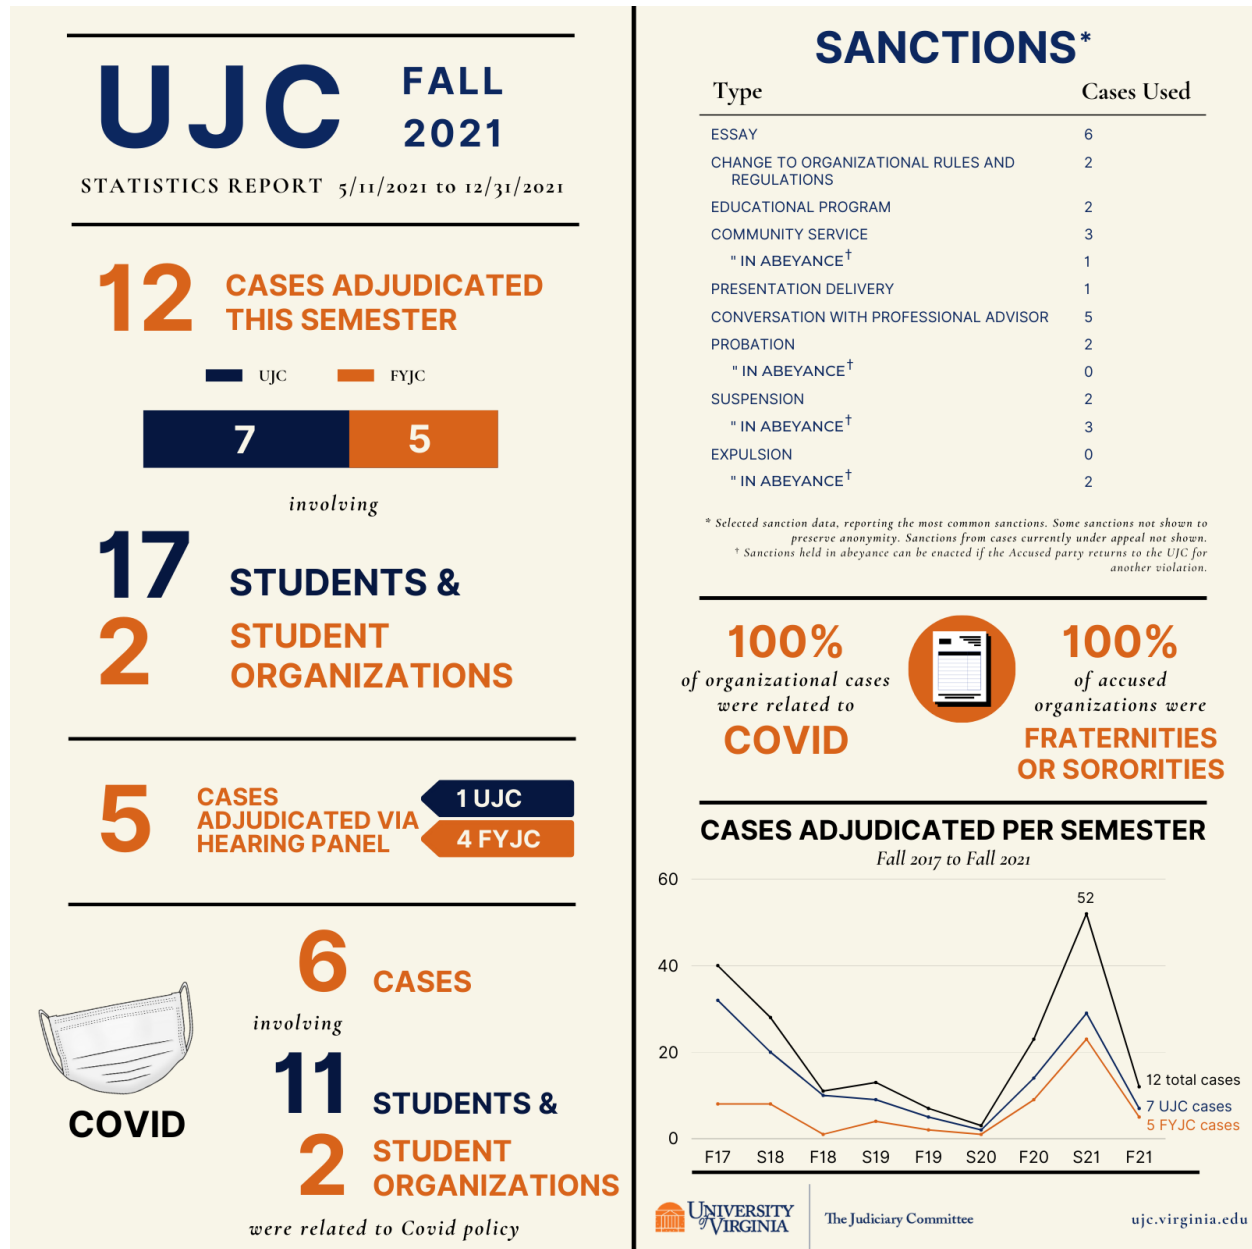 UJC
FALL
2021
STATISTICS REPORT 5/11/2021 to 12/31/2021
12
CASES ADJUDICATED
THIS SEMESTER
UJC
FYJC
7
5
involving
17
STUDENTS &
2
STUDENT
ORGANIZATIONS
5
CASES
ADJUDICATED VIA
HEARING PANEL
1 UJC
4 FYJC
6
CASES
involving
11
STUDENTS &
2
STUDENT
ORGANIZATIONS
COVID
were related to Covid policy
SANCTIONS*
Type Cases Used
ESSAY 6
CHANGE TO ORGANIZATIONAL RULES AND 2
REGULATIONS
EDUCATIONAL PROGRAM 2
COMMUNITY SERVICE 3
" IN ABEYANCE† 1
PRESENTATION DELIVERY 1
CONVERSATION WITH PROFESSIONAL ADVISOR 5
PROBATION 2
" IN ABEYANCE† 0
SUSPENSION 2
" IN ABEYANCE† 3
EXPULSION 0
" IN ABEYANCE† 2
* Selected sanction data, reporting the most common sanctions. Some sanctions not shown to
preserve anonymity. Sanctions from cases currently under appeal not shown.
† Sanctions held in abeyance can be enacted if the Accused party returns to the UJC for
another violation.
100%
of organizational cases
were related to
COVID
100%
of accused
organizations were
FRATERNITIES
OR SORORITIES
CASES ADJUDICATED PER SEMESTER
Fall 2017 to Fall 2021
60
40
20
0
52
12 total cases
7 UJC cases
5 FYJC cases
F17 S18 F18 S19 F19 S20 F20 S21 F21
UNIVERSITY
of VIRGINIA
The Judiciary Committee
ujc.virginia.edu